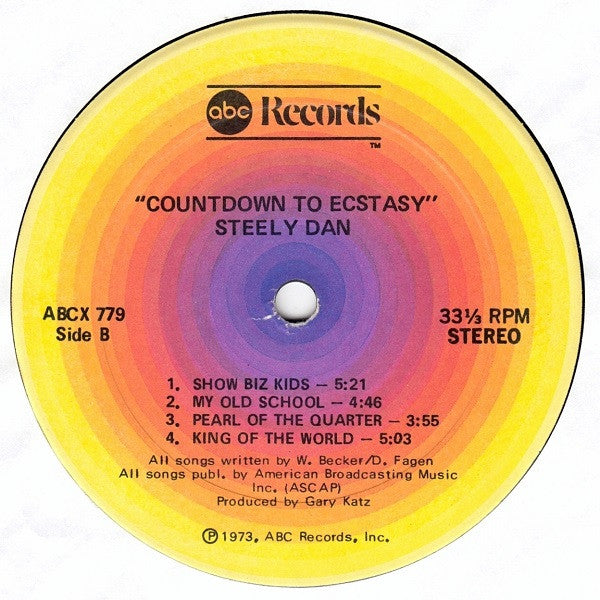 abc Records
TM
"COUNTDOWN TO ECSTASY"
STEELY DAN
ABCX 779
Side B
33⅓ RPM
STEREO
1. SHOW BIZ KIDS — 5:21
2. MY OLD SCHOOL — 4:46
3. PEARL OF THE QUARTER — 3:55
4. KING OF THE WORLD — 5:03
All songs written by W. Becker/D. Fagen
All songs publ. by American Broadcasting Music
Inc. (ASCAP)
Produced by Gary Katz
℗ 1973, ABC Records, Inc.